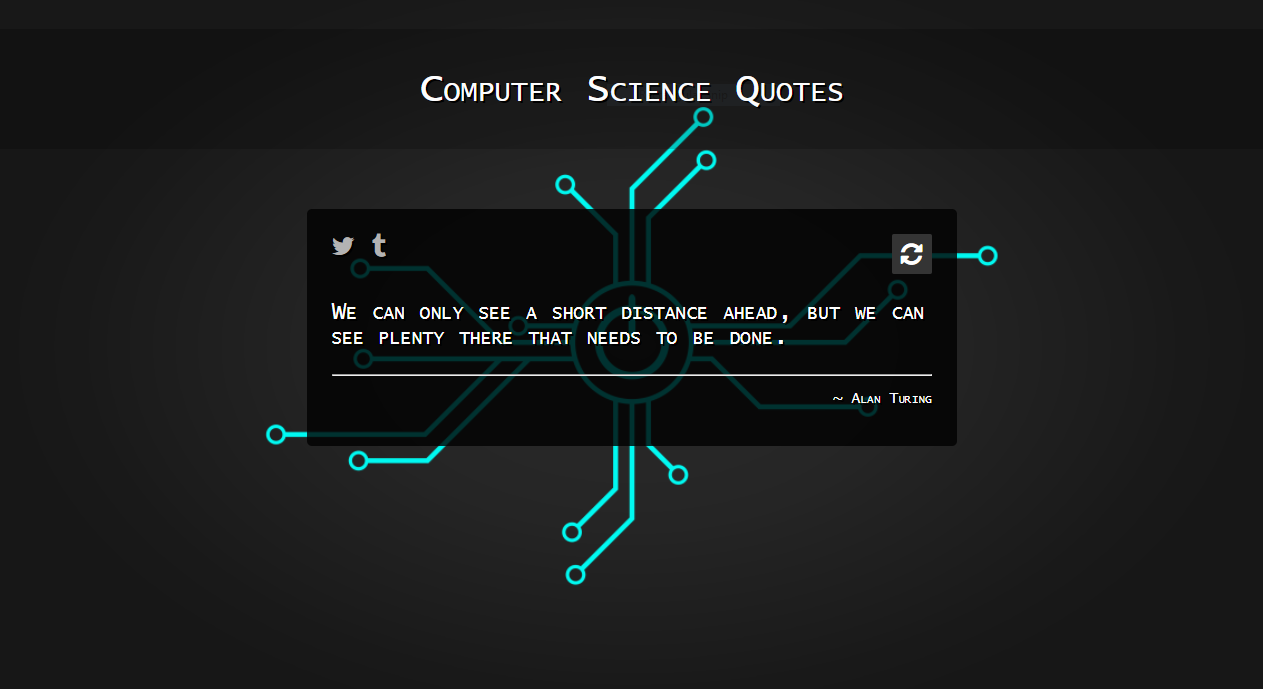 Computer Science Quotes
We can only see a short distance ahead, but we can
see plenty there that needs to be done.
~ Alan Turing